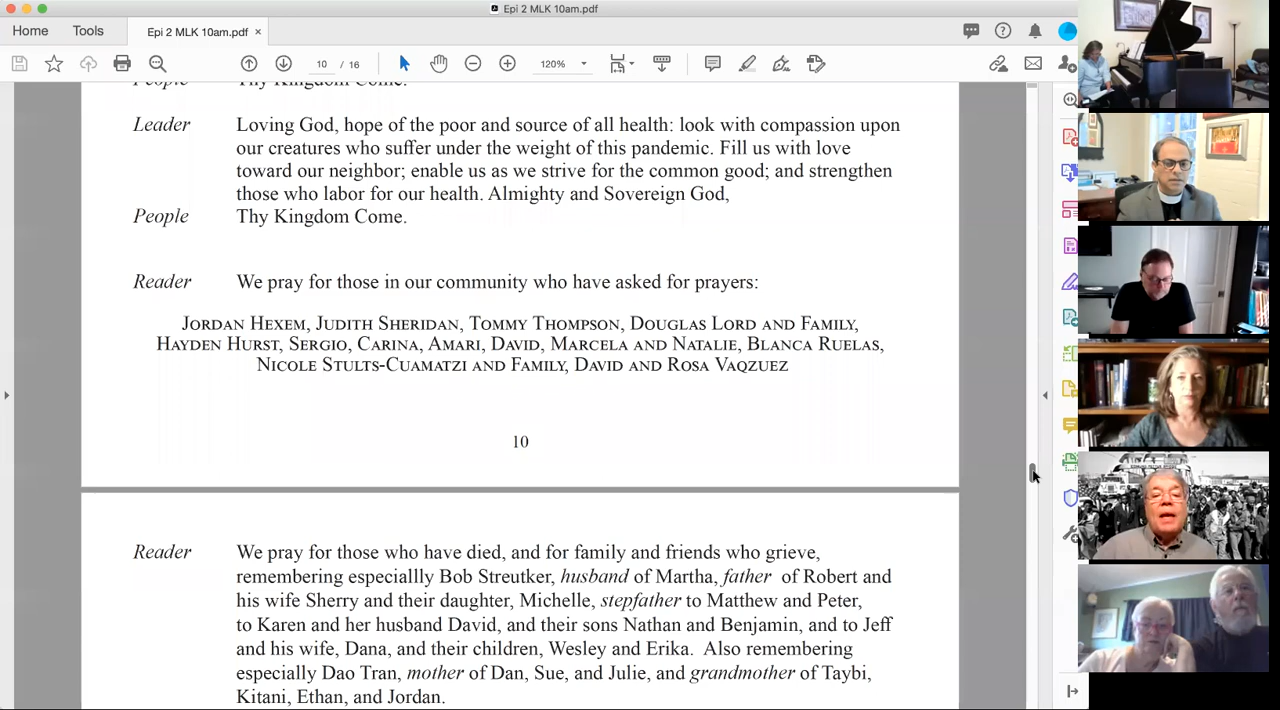 Epi 2 MLK 10am.pdf
Home Tools Epi 2 MLK 10am.pdf ×
10 / 16 120%
People Thy Kingdom Come.
Leader Loving God, hope of the poor and source of all health: look with compassion upon
our creatures who suffer under the weight of this pandemic. Fill us with love
toward our neighbor; enable us as we strive for the common good; and strengthen
those who labor for our health. Almighty and Sovereign God,
People Thy Kingdom Come.
Reader We pray for those in our community who have asked for prayers:
Jordan Hexem, Judith Sheridan, Tommy Thompson, Douglas Lord and Family,
Hayden Hurst, Sergio, Carina, Amari, David, Marcela and Natalie, Blanca Ruelas,
Nicole Stults-Cuamatzi and Family, David and Rosa Vaqzuez
10
Reader We pray for those who have died, and for family and friends who grieve,
remembering especiallly Bob Streutker, husband of Martha, father of Robert and
his wife Sherry and their daughter, Michelle, stepfather to Matthew and Peter,
to Karen and her husband David, and their sons Nathan and Benjamin, and to Jeff
and his wife, Dana, and their children, Wesley and Erika. Also remembering
especially Dao Tran, mother of Dan, Sue, and Julie, and grandmother of Taybi,
Kitani, Ethan, and Jordan.